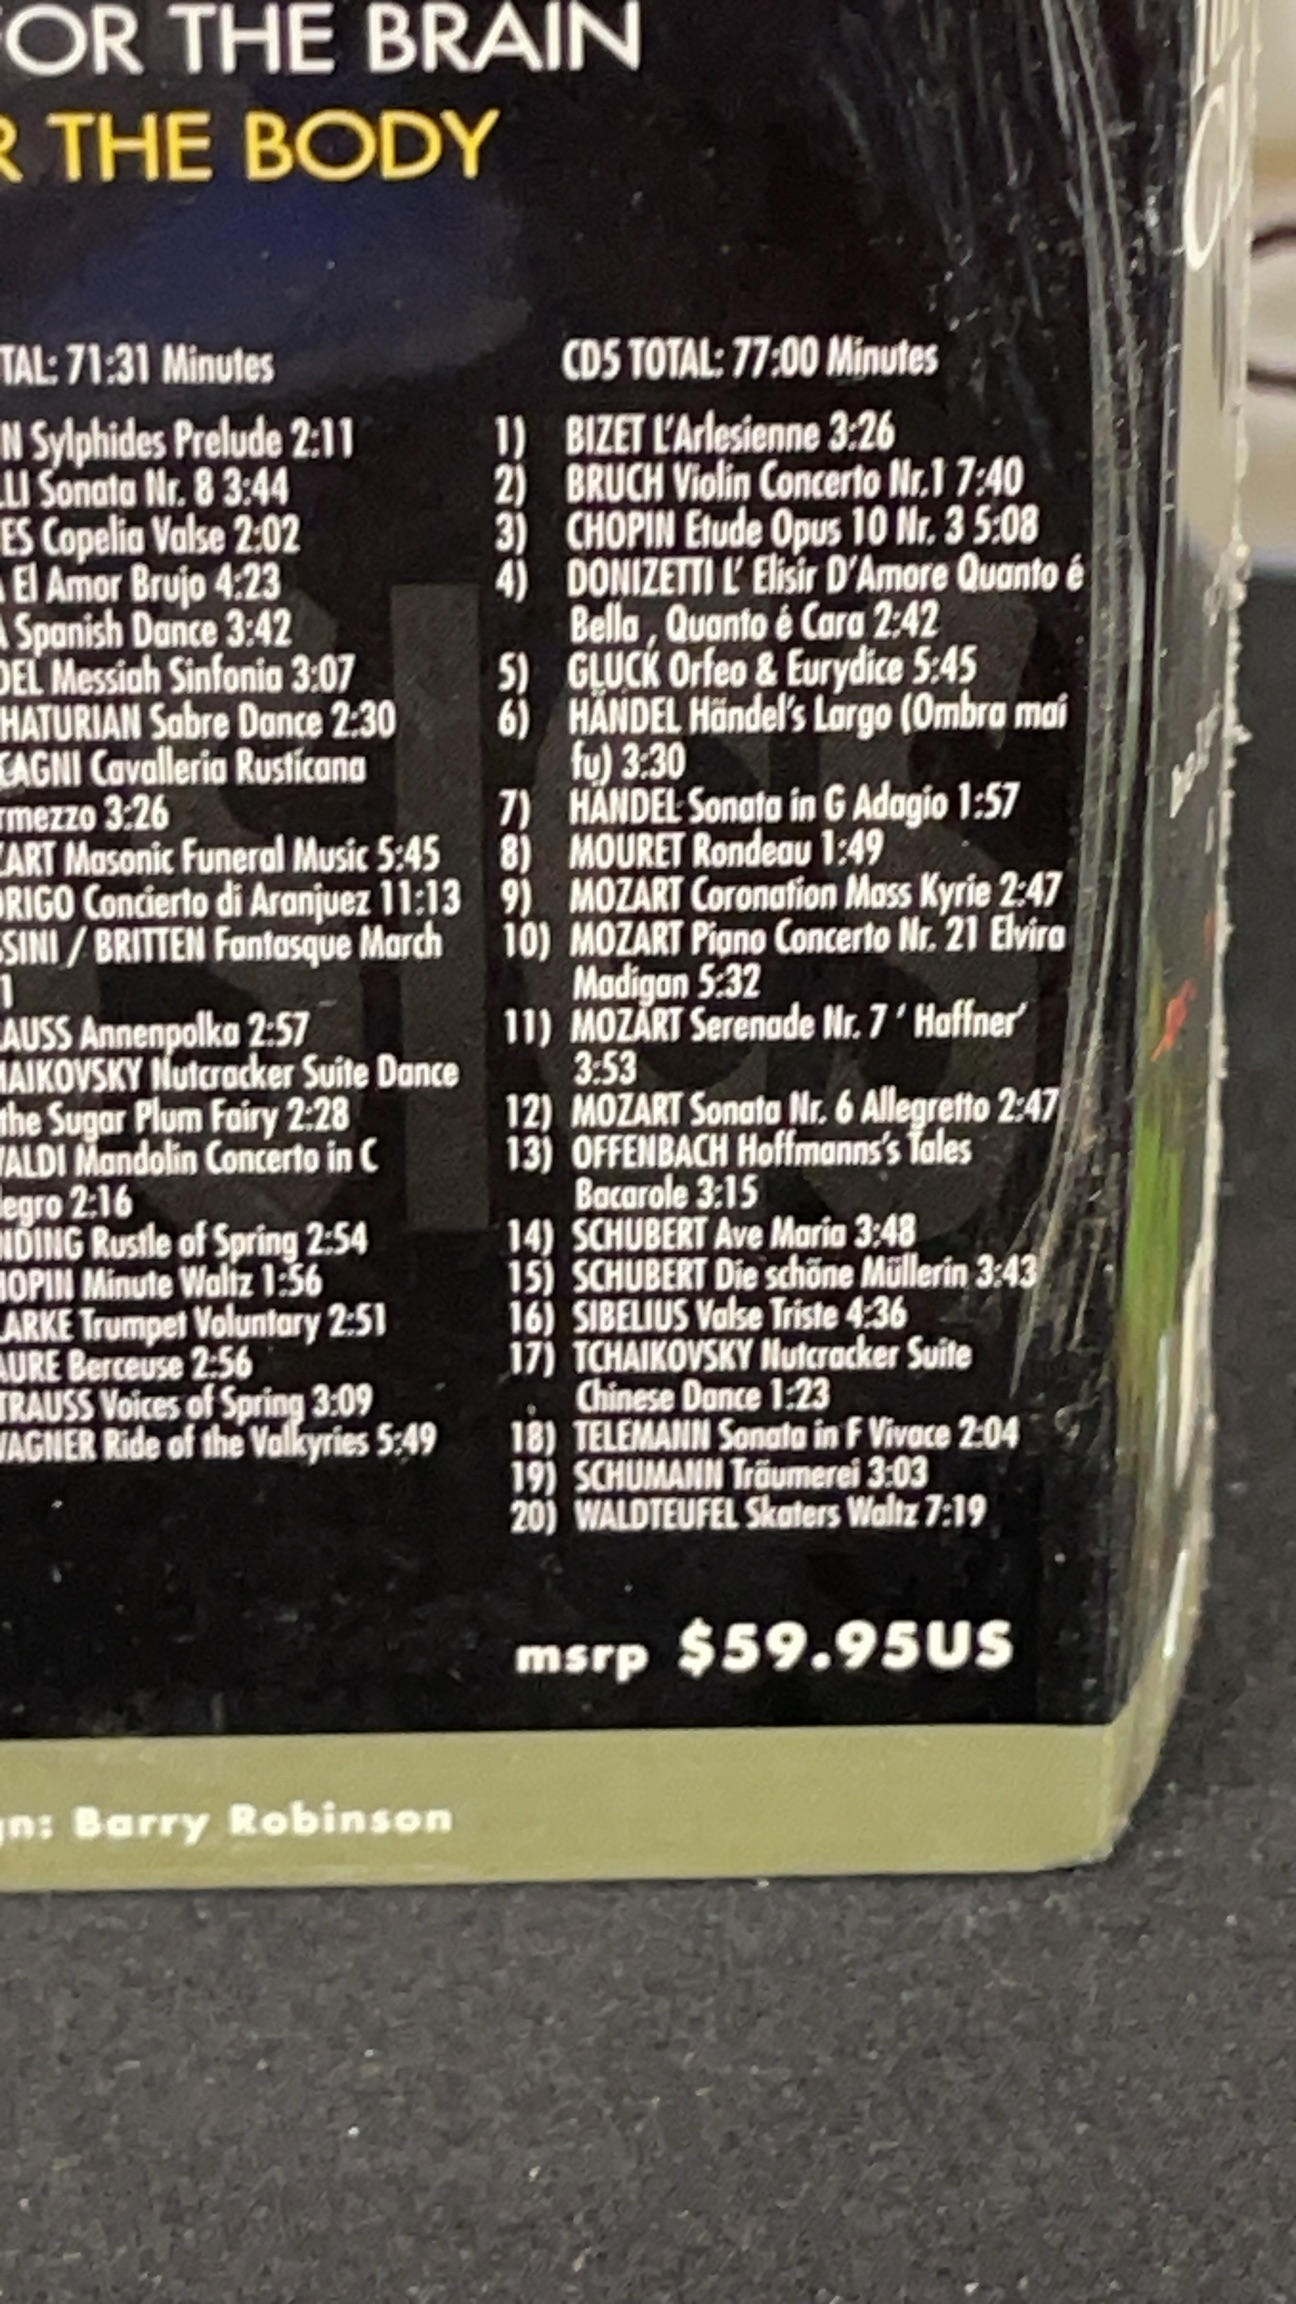 FOR THE BRAIN
R THE BODY
TAL: 71:31 Minutes
N Sylphides Prelude 2:11
LLI Sonata Nr. 8 3:44
ES Copelia Valse 2:02
A El Amor Brujo 4:23
A Spanish Dance 3:42
DEL Messiah Sinfonia 3:07
HATURIAN Sabre Dance 2:30
CAGNI Cavalleria Rusticana
rmezzo 3:26
ZART Masonic Funeral Music 5:45
ORIGO Concierto di Aranjuez 11:13
SSINI / BRITTEN Fantasque March
1
AUSS Annenpolka 2:57
HAIKOVSKY Nutcracker Suite Dance
the Sugar Plum Fairy 2:28
VALDI Mandolin Concerto in C
legro 2:16
NDING Rustle of Spring 2:54
HOPIN Minute Waltz 1:56
LARKE Trumpet Voluntary 2:51
AURE Berceuse 2:56
TRAUSS Voices of Spring 3:09
WAGNER Ride of the Valkyries 5:49
CD5 TOTAL: 77:00 Minutes
1) BIZET L'Arlesienne 3:26
2) BRUCH Violin Concerto Nr.1 7:40
3) CHOPIN Etude Opus 10 Nr. 3 5:08
4) DONIZETTI L' Elisir D'Amore Quanto é
Bella , Quanto é Cara 2:42
5) GLUCK Orfeo & Eurydice 5:45
6) HÄNDEL Händel's Largo (Ombra mai
fu) 3:30
7) HÄNDEL Sonata in G Adagio 1:57
8) MOURET Rondeau 1:49
9) MOZART Coronation Mass Kyrie 2:47
10) MOZART Piano Concerto Nr. 21 Elvira
Madigan 5:32
11) MOZART Serenade Nr. 7 ' Haffner'
3:53
12) MOZART Sonata Nr. 6 Allegretto 2:47
13) OFFENBACH Hoffmanns's Tales
Bacarole 3:15
14) SCHUBERT Ave Maria 3:48
15) SCHUBERT Die schöne Müllerin 3:43
16) SIBELIUS Valse Triste 4:36
17) TCHAIKOVSKY Nutcracker Suite
Chinese Dance 1:23
18) TELEMANN Sonata in F Vivace 2:04
19) SCHUMANN Träumerei 3:03
20) WALDTEUFEL Skaters Waltz 7:19
msrp $59.95US
gn: Barry Robinson